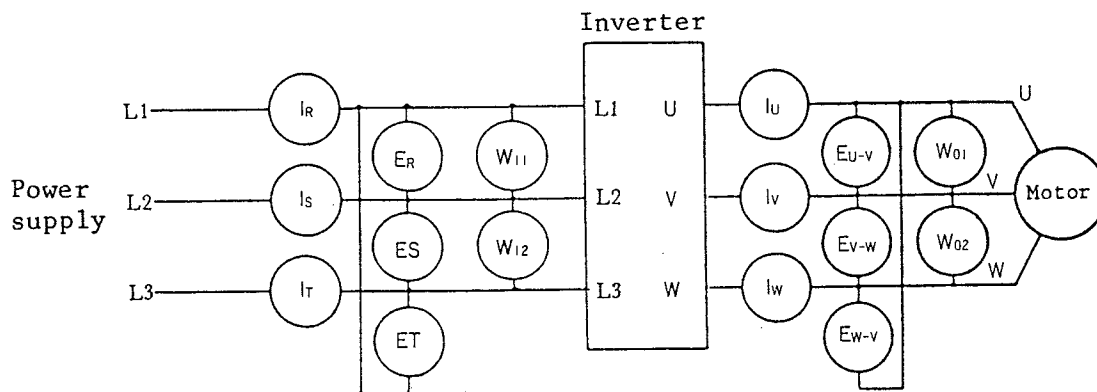 Inverter
L1 IR L1 U IU U
ER W11 EU-V W01
Power supply
L2 IS L2 V IV V Motor
ES W12 EV-W W02
L3 IT L3 W IW W
ET EW-V